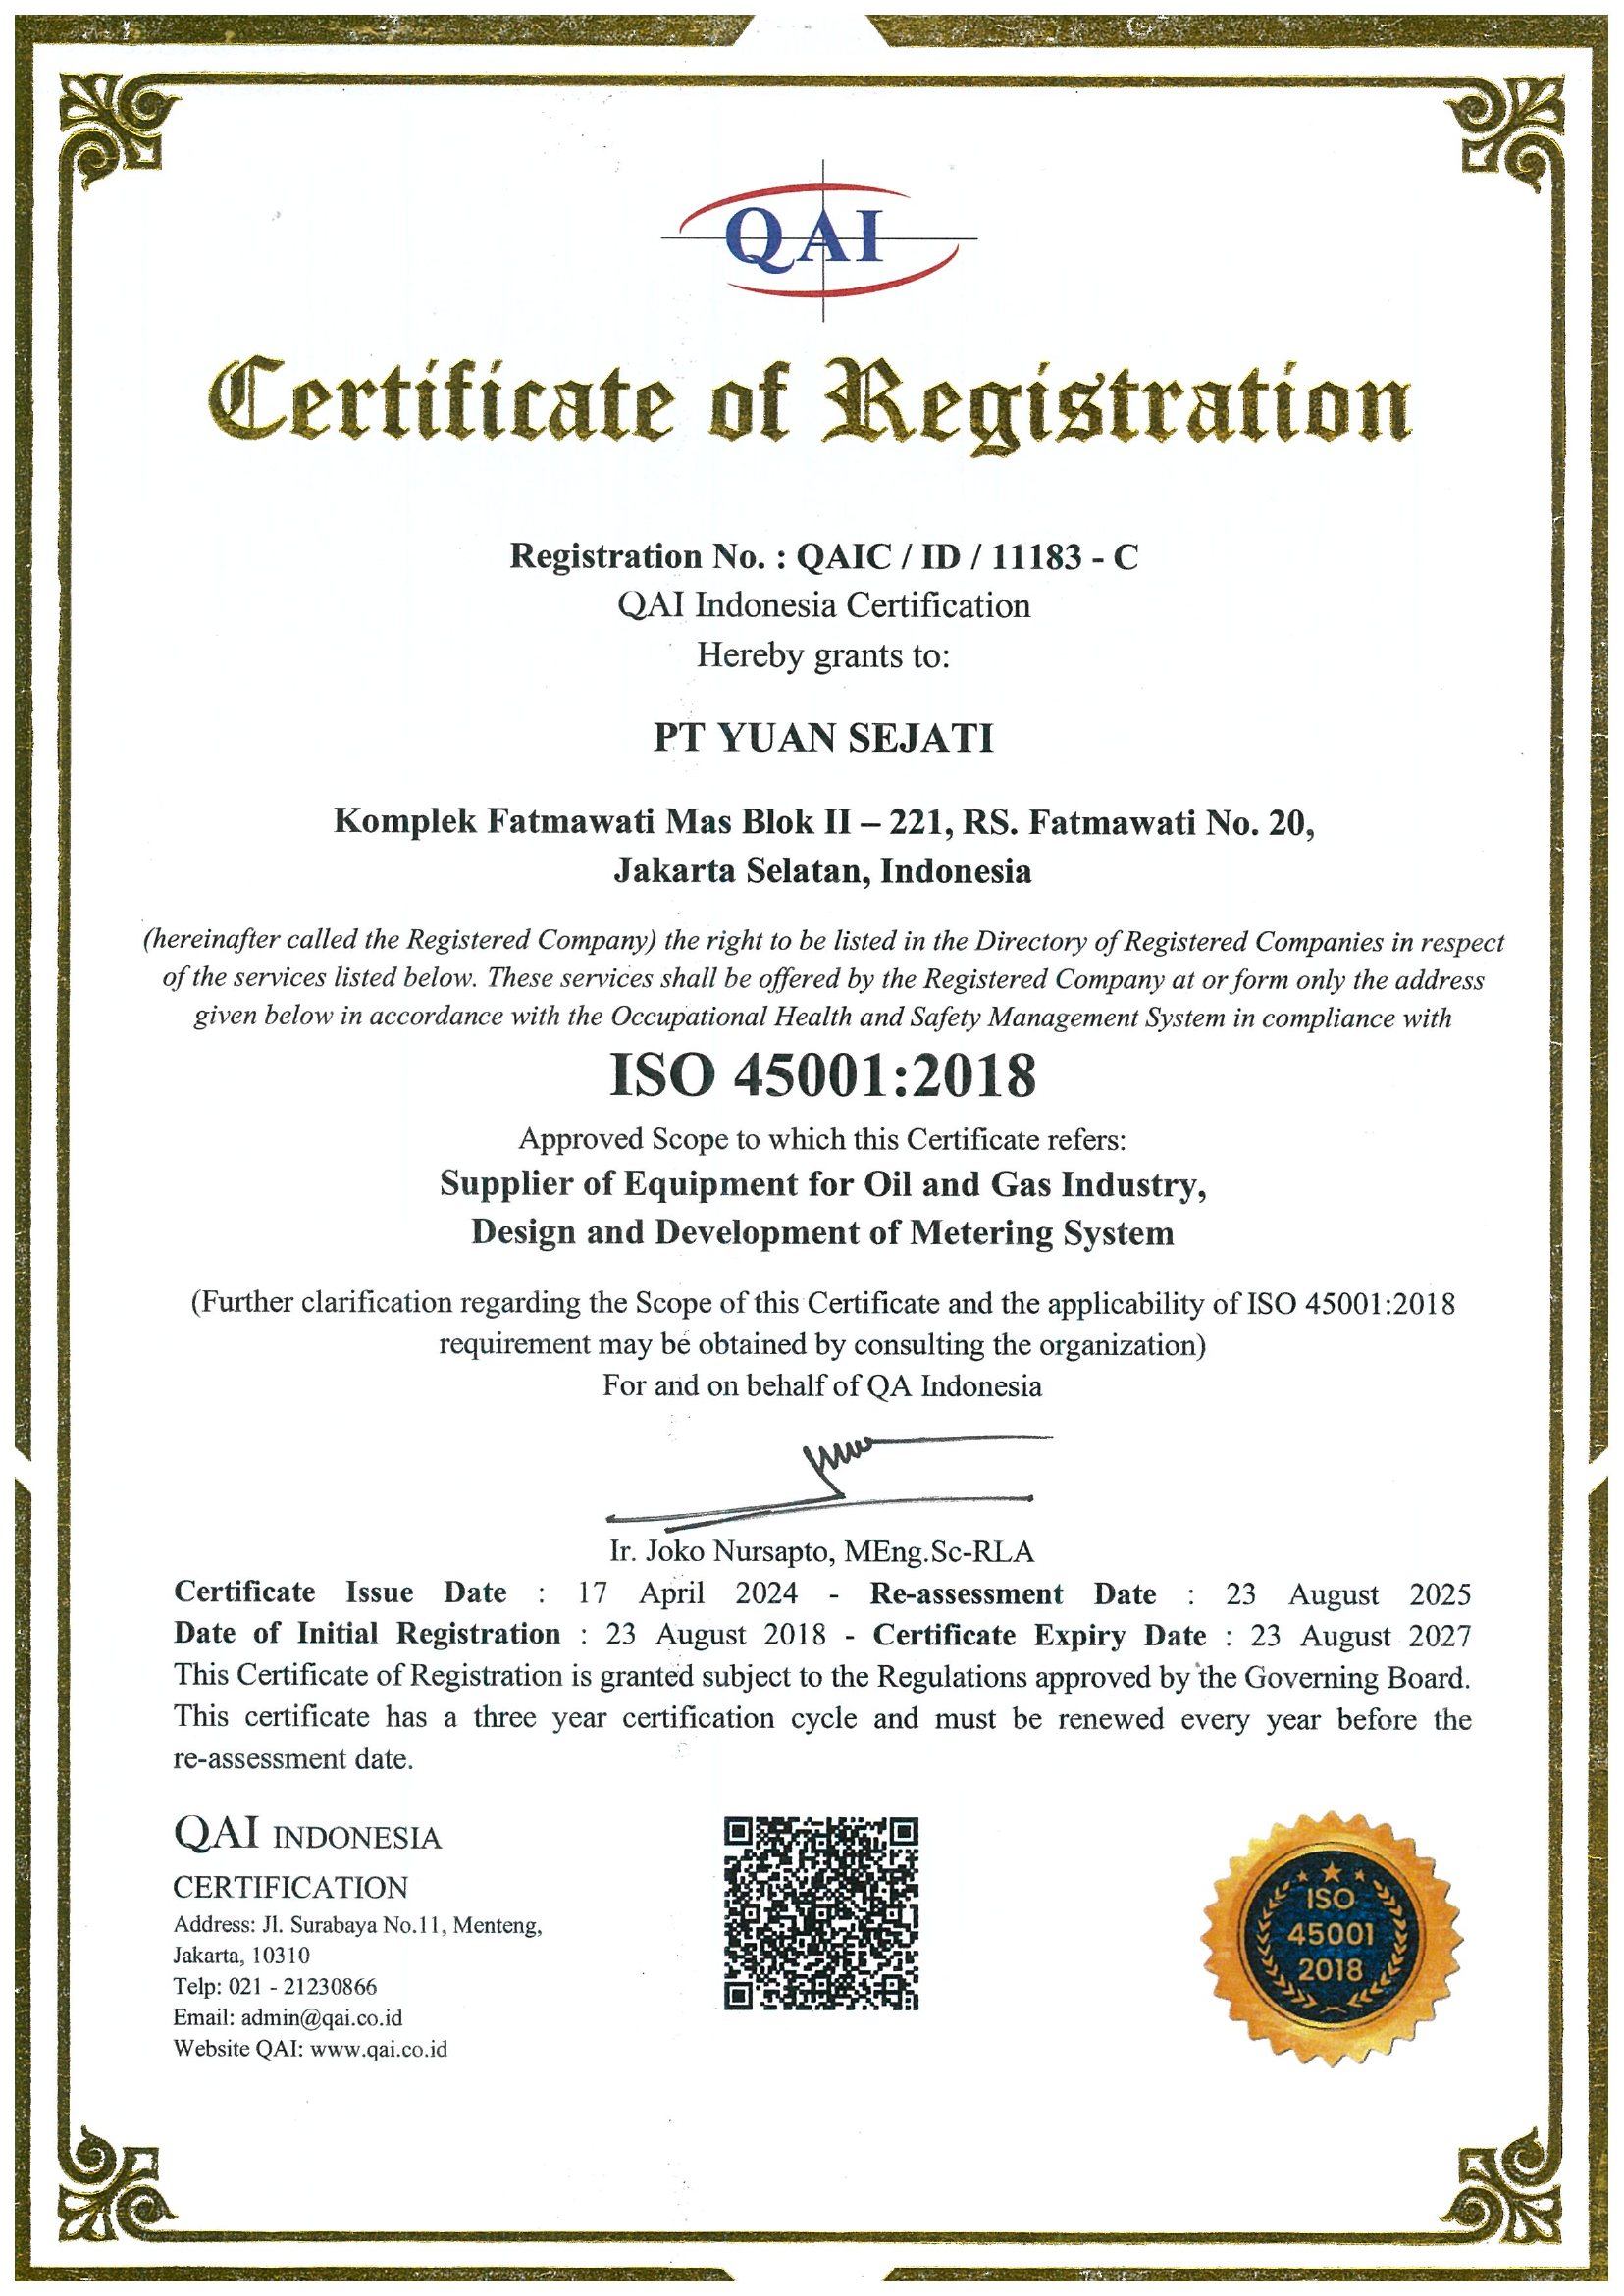 QAI
Certificate of Registration
Registration No. : QAIC / ID / 11183 - C
QAI Indonesia Certification
Hereby grants to:
PT YUAN SEJATI
Komplek Fatmawati Mas Blok II – 221, RS. Fatmawati No. 20,
Jakarta Selatan, Indonesia
(hereinafter called the Registered Company) the right to be listed in the Directory of Registered Companies in respect
of the services listed below. These services shall be offered by the Registered Company at or form only the address
given below in accordance with the Occupational Health and Safety Management System in compliance with
ISO 45001:2018
Approved Scope to which this Certificate refers:
Supplier of Equipment for Oil and Gas Industry,
Design and Development of Metering System
(Further clarification regarding the Scope of this Certificate and the applicability of ISO 45001:2018
requirement may be obtained by consulting the organization)
For and on behalf of QA Indonesia
Ir. Joko Nursapto, MEng.Sc-RLA
Certificate Issue Date : 17 April 2024 - Re-assessment Date : 23 August 2025
Date of Initial Registration : 23 August 2018 - Certificate Expiry Date : 23 August 2027
This Certificate of Registration is granted subject to the Regulations approved by the Governing Board.
This certificate has a three year certification cycle and must be renewed every year before the
re-assessment date.
QAI INDONESIA
CERTIFICATION
Address: Jl. Surabaya No.11, Menteng,
Jakarta, 10310
Telp: 021 - 21230866
Email: admin@qai.co.id
Website QAI: www.qai.co.id
ISO
45001
2018